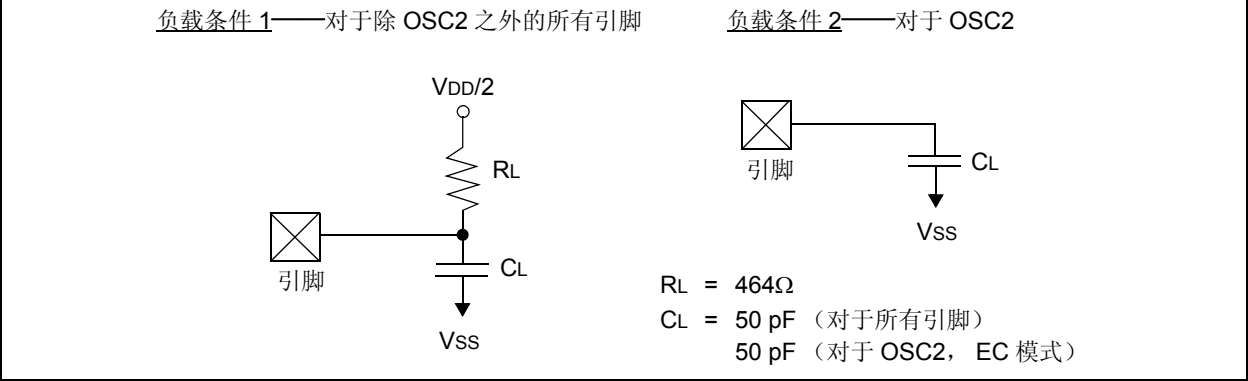 负载条件 1——对于除 OSC2 之外的所有引脚
负载条件 2——对于 OSC2
VDD/2
RL
引脚
CL
VSS
引脚
CL
VSS
RL = 464Ω
CL = 50 pF （对于所有引脚）
50 pF （对于 OSC2， EC 模式）